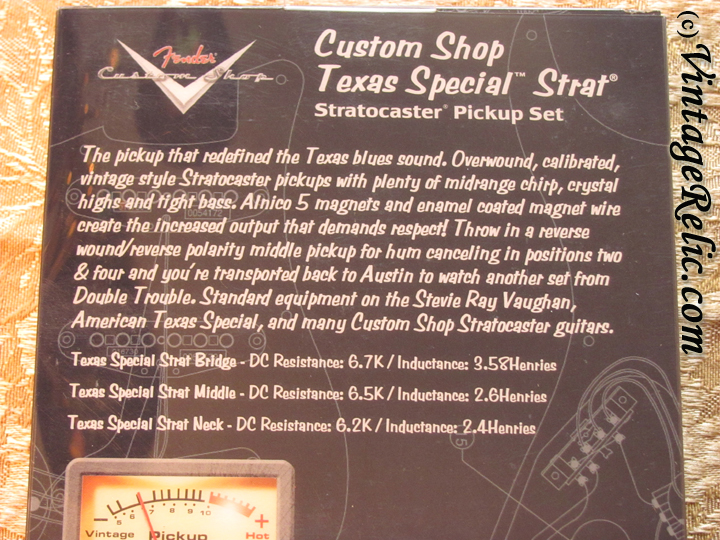 Fender
Custom Shop
Custom Shop
Texas Special™ Strat®
Stratocaster® Pickup Set
The pickup that redefined the Texas blues sound. Overwound, calibrated,
vintage style Stratocaster pickups with plenty of midrange chirp, crystal
highs and tight bass. Alnico 5 magnets and enamel coated magnet wire
create the increased output that demands respect! Throw in a reverse
wound/reverse polarity middle pickup for hum canceling in positions two
& four and you're transported back to Austin to watch another set from
Double Trouble. Standard equipment on the Stevie Ray Vaughan,
American Texas Special, and many Custom Shop Stratocaster guitars.
0054172
Texas Special Strat Bridge - DC Resistance: 6.7K / Inductance: 3.58Henries
Texas Special Strat Middle - DC Resistance: 6.5K / Inductance: 2.6Henries
Texas Special Strat Neck - DC Resistance: 6.2K / Inductance: 2.4Henries
5 6 7 8 9 10
- +
Vintage Pickup Hot
(c) VintageRelic.com